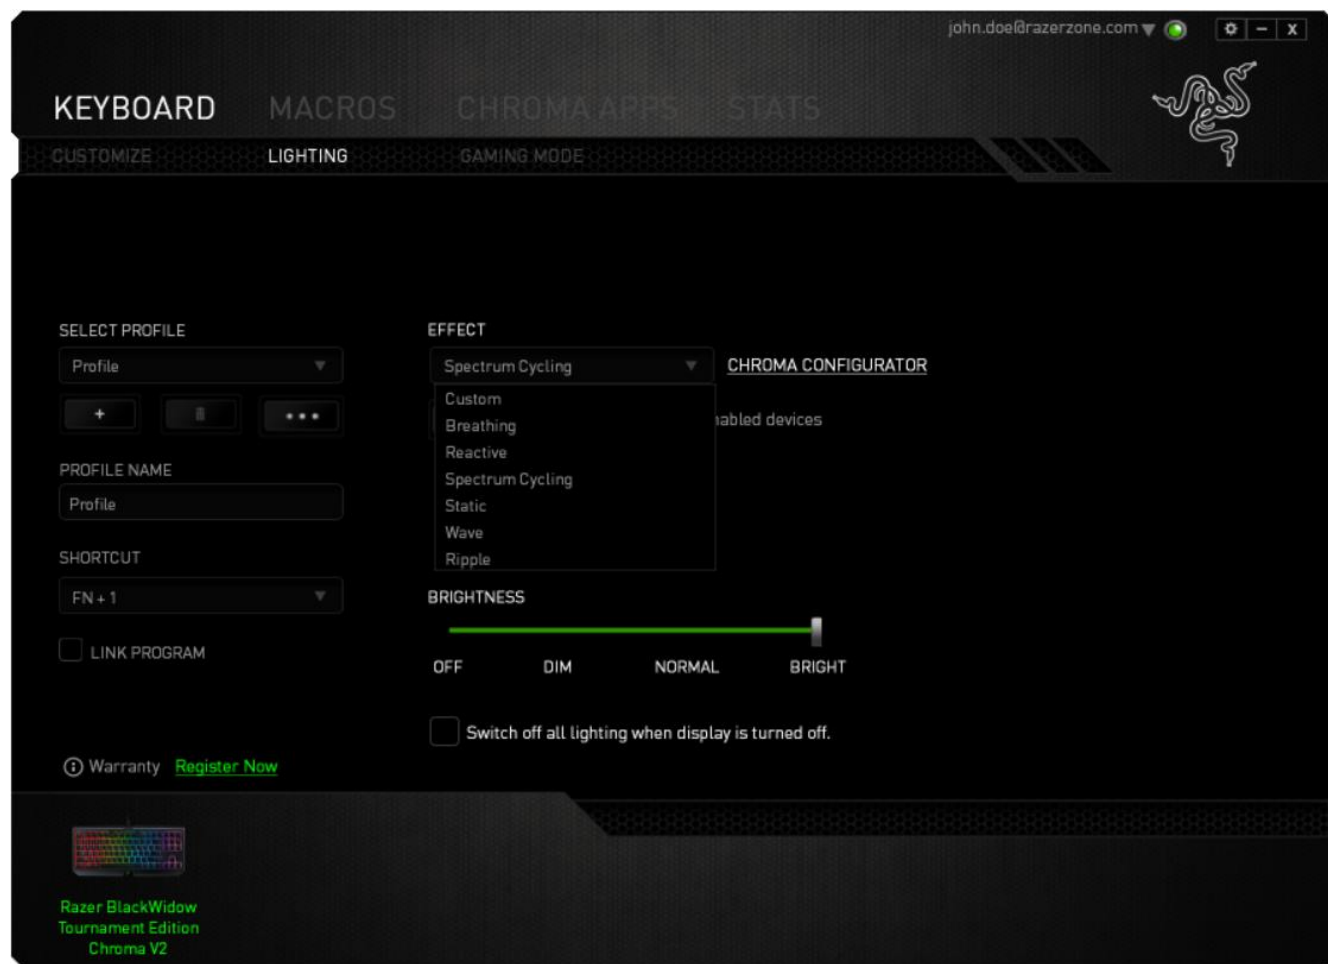 john.doe@razerzone.com
KEYBOARD MACROS CHROMA APPS STATS
CUSTOMIZE LIGHTING GAMING MODE
SELECT PROFILE
Profile
PROFILE NAME
Profile
SHORTCUT
FN + 1
LINK PROGRAM
EFFECT
Spectrum Cycling
CHROMA CONFIGURATOR
Custom
Breathing
Reactive
Spectrum Cycling
Static
Wave
Ripple
devices
BRIGHTNESS
OFF DIM NORMAL BRIGHT
Switch off all lighting when display is turned off.
Warranty Register Now
Razer BlackWidow
Tournament Edition
Chroma V2